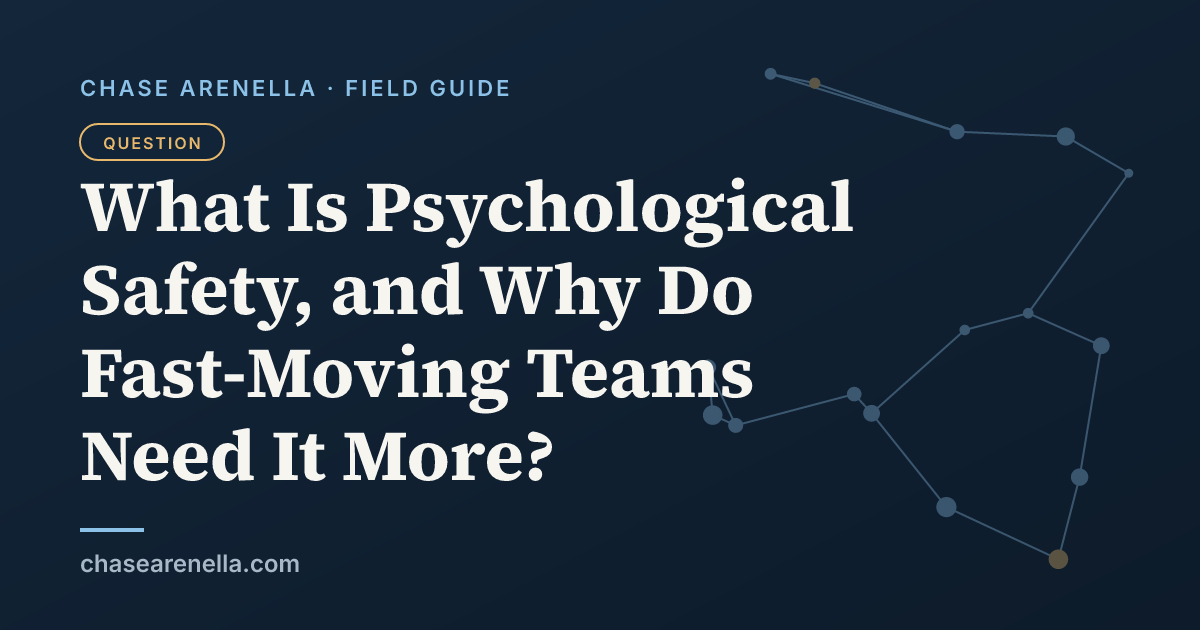 CHASE ARENELLA · FIELD GUIDE
QUESTION
What Is Psychological
Safety, and Why Do
Fast-Moving Teams
Need It More?
chasearenella.com